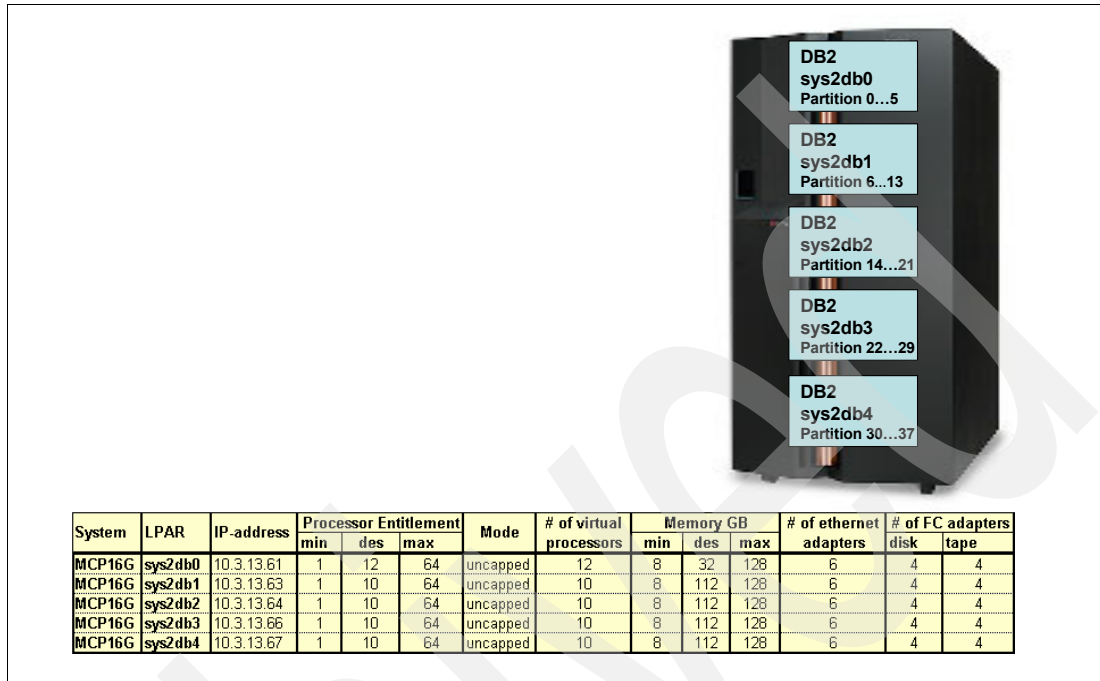 DB2
sys2db0
Partition 0…5
DB2
sys2db1
Partition 6...13
DB2
sys2db2
Partition 14…21
DB2
sys2db3
Partition 22…29
DB2
sys2db4
Partition 30…37
System LPAR IP-address Processor Entitlement Mode # of virtual processors Memory GB # of ethernet adapters # of FC adapters
min des max min des max disk tape
MCP16G sys2db0 10.3.13.61 1 12 64 uncapped 12 8 32 128 6 4 4
MCP16G sys2db1 10.3.13.63 1 10 64 uncapped 10 8 112 128 6 4 4
MCP16G sys2db2 10.3.13.64 1 10 64 uncapped 10 8 112 128 6 4 4
MCP16G sys2db3 10.3.13.66 1 10 64 uncapped 10 8 112 128 6 4 4
MCP16G sys2db4 10.3.13.67 1 10 64 uncapped 10 8 112 128 6 4 4